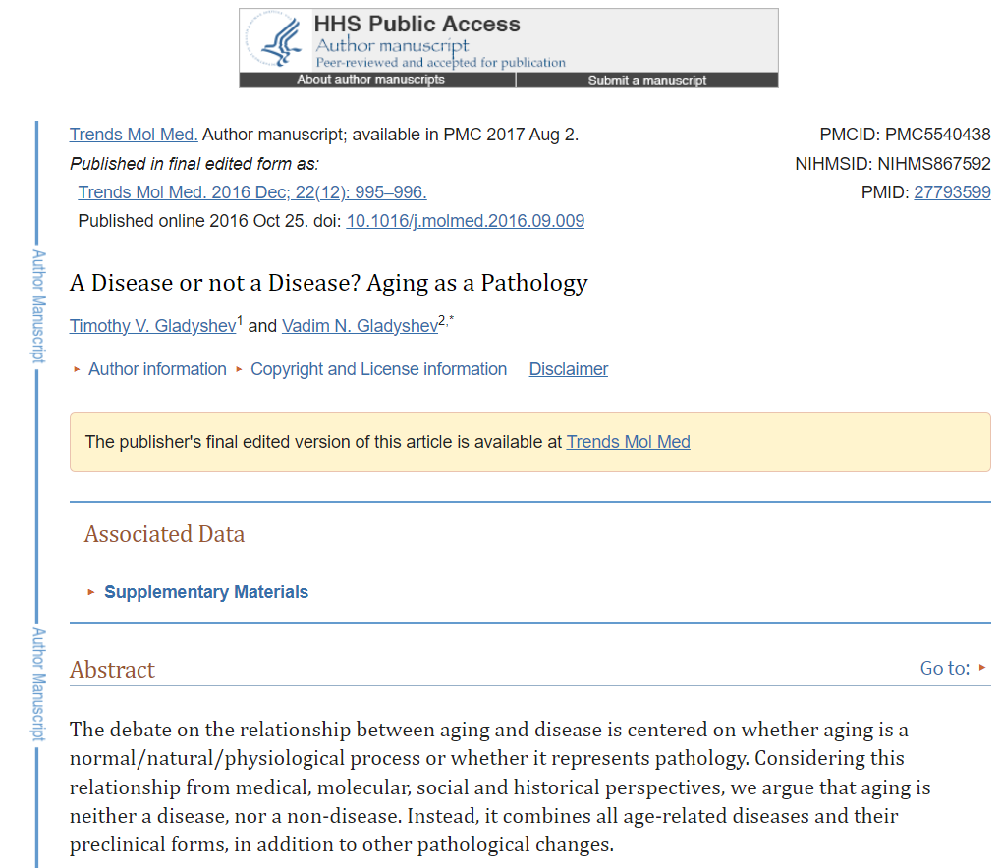 HHS Public Access
Author manuscript
Peer-reviewed and accepted for publication
About author manuscripts
Submit a manuscript
Trends Mol Med. Author manuscript; available in PMC 2017 Aug 2.
PMCID: PMC5540438
Published in final edited form as:
NIHMSID: NIHMS867592
Trends Mol Med. 2016 Dec; 22(12): 995–996.
PMID: 27793599
Published online 2016 Oct 25. doi: 10.1016/j.molmed.2016.09.009
Author Manuscript
A Disease or not a Disease? Aging as a Pathology
Timothy V. Gladyshev1 and Vadim N. Gladyshev2,*
Author information Copyright and License information Disclaimer
The publisher's final edited version of this article is available at Trends Mol Med
Associated Data
Supplementary Materials
Author Manuscript
Abstract
Go to:
The debate on the relationship between aging and disease is centered on whether aging is a
normal/natural/physiological process or whether it represents pathology. Considering this
relationship from medical, molecular, social and historical perspectives, we argue that aging is
neither a disease, nor a non-disease. Instead, it combines all age-related diseases and their
preclinical forms, in addition to other pathological changes.